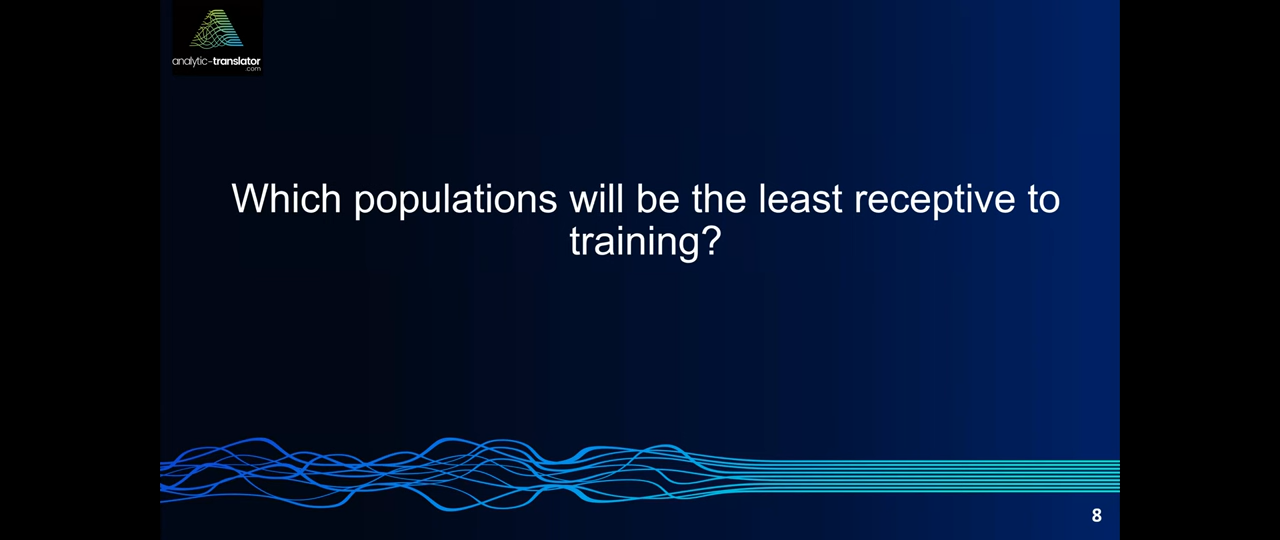 analytic-translator
.com
Which populations will be the least receptive to
training?
8